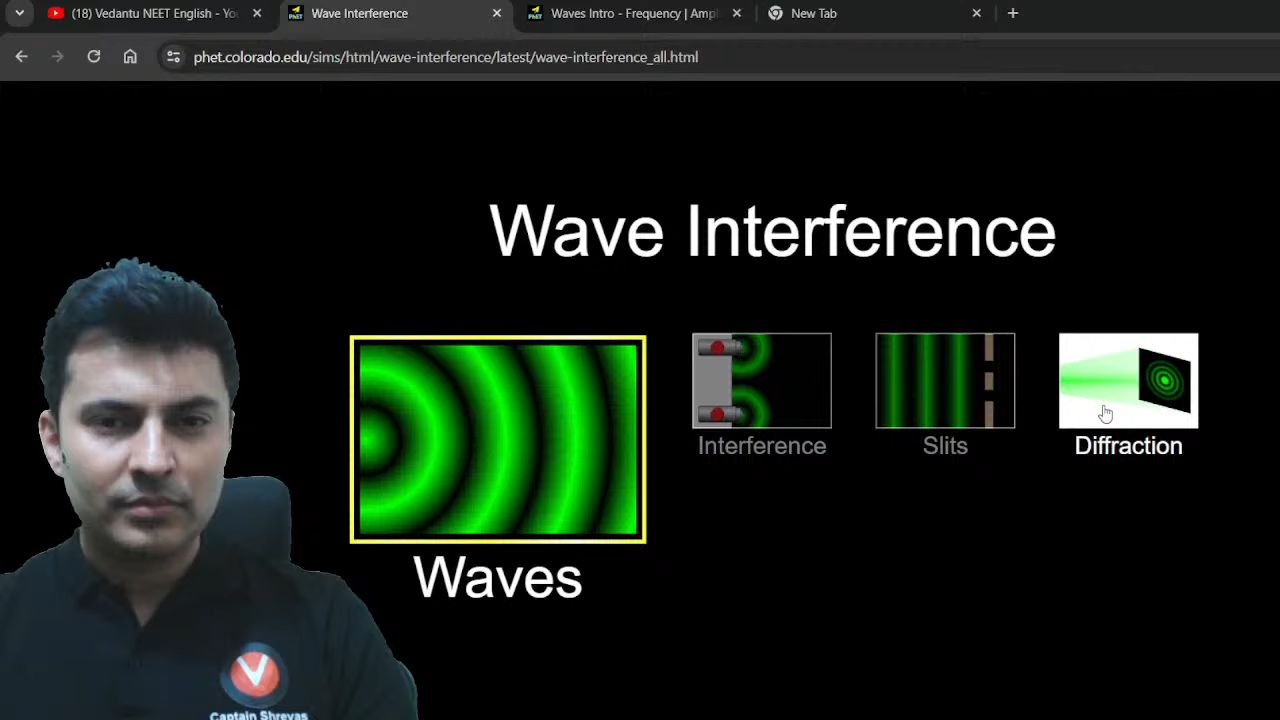 (18) Vedantu NEET English - Yo
Wave Interference
Waves Intro - Frequency | Ampl
New Tab
phet.colorado.edu/sims/html/wave-interference/latest/wave-interference_all.html
Wave Interference
Interference
Slits
Diffraction
Waves
V
Captain Shreyas